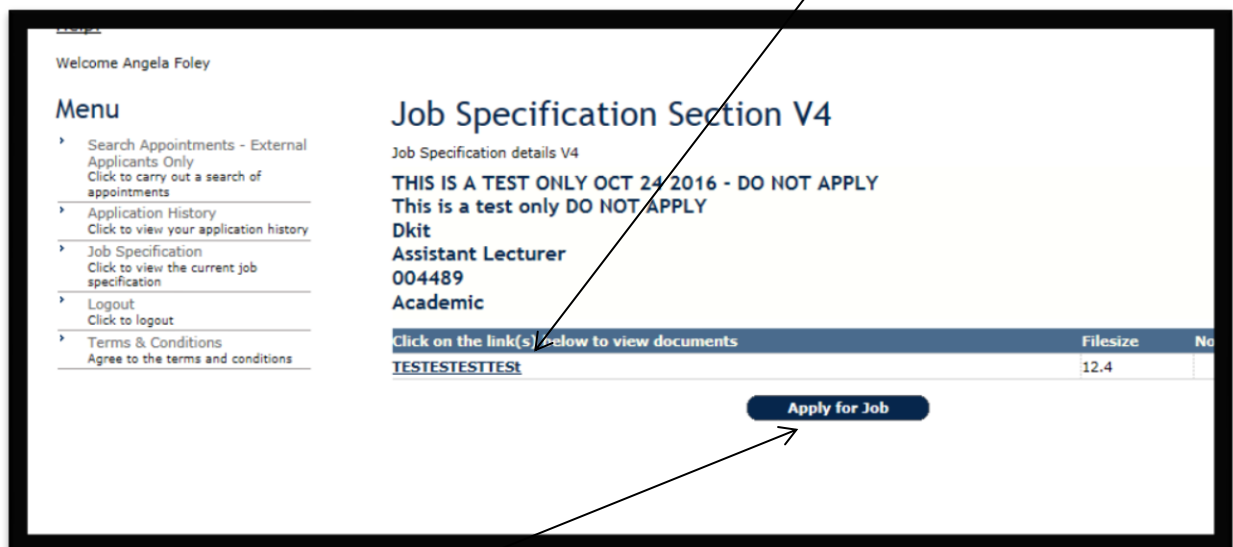 Welcome Angela Foley
Menu
Search Appointments - External
Applicants Only
Click to carry out a search of
appointments
Application History
Click to view your application history
Job Specification
Click to view the current job
specification
Logout
Click to logout
Terms & Conditions
Agree to the terms and conditions
Job Specification Section V4
Job Specification details V4
THIS IS A TEST ONLY OCT 24 2016 - DO NOT APPLY
This is a test only DO NOT APPLY
Dkit
Assistant Lecturer
004489
Academic
Click on the link(s) below to view documents Filesize No
TESTESTESTTESt 12.4
Apply for Job